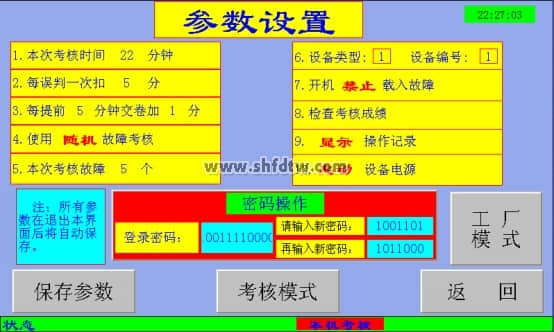 参数设置
22:27:03
1.本次考核时间 22 分钟
2.每误判一次扣 5 分
3.每提前 5 分钟交卷加 1 分
4.使用 随机 故障考核
5.本次考核故障 5 个
6.设备类型: 1 设备编号: 1
7.开机 禁止 载入故障
8.检查考核成绩
9. 显示 操作记录
设备电源
www.shfdtw.com
注:所有参
数在退出本界
面后将自动保
存。
密码操作
登录密码: 0011110000
请输入新密码: 1001101
再输入新密码: 1011000
工厂
模式
保存参数
考核模式
返 回
状态
本机考核